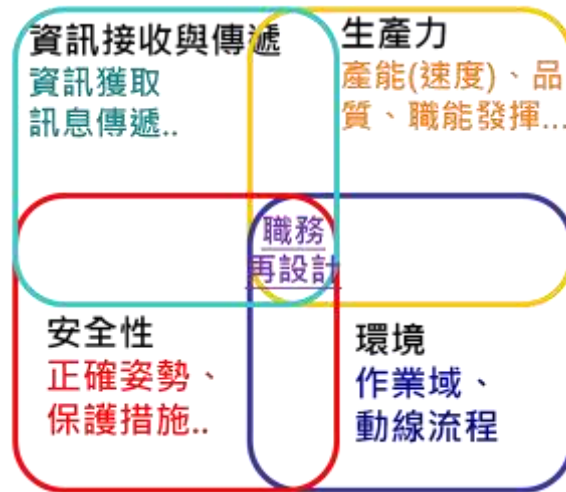 資訊接收與傳遞
資訊獲取
訊息傳遞..
生產力
產能(速度)、品
質、職能發揮...
職務
再設計
安全性
正確姿勢、
保護措施..
環境
作業域、
動線流程